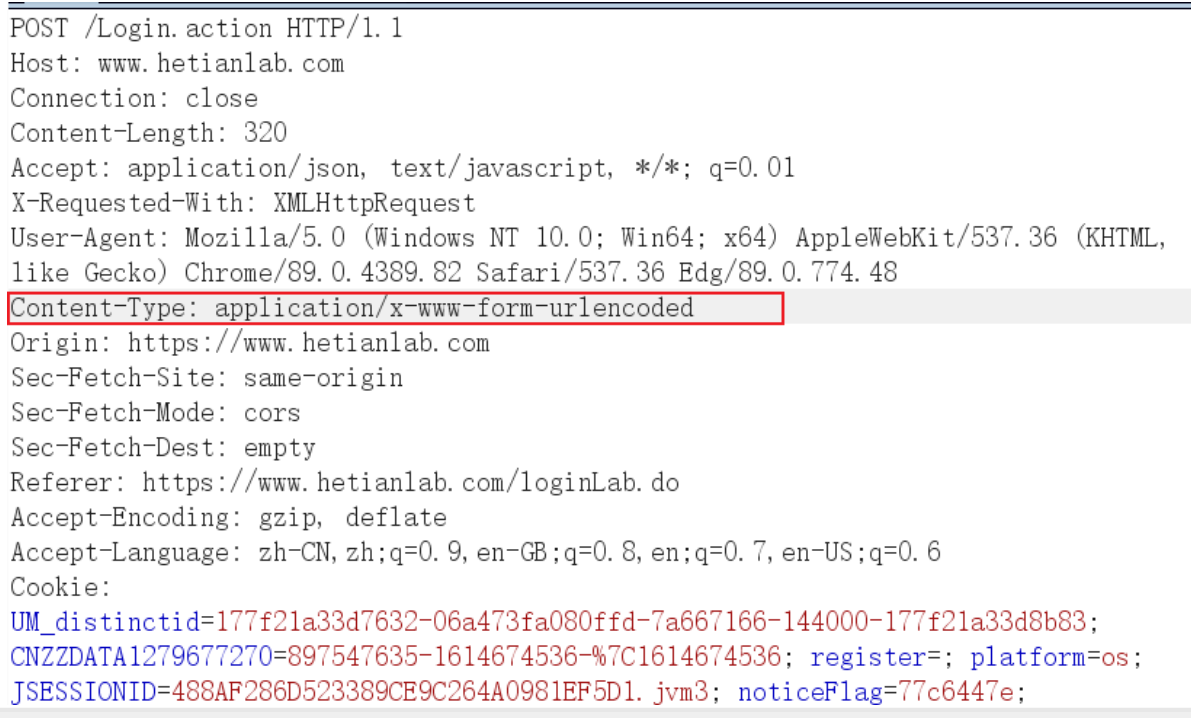 POST /Login.action HTTP/1.1
Host: www.hetianlab.com
Connection: close
Content-Length: 320
Accept: application/json, text/javascript, */*; q=0.01
X-Requested-With: XMLHttpRequest
User-Agent: Mozilla/5.0 (Windows NT 10.0; Win64; x64) AppleWebKit/537.36 (KHTML,
like Gecko) Chrome/89.0.4389.82 Safari/537.36 Edg/89.0.774.48
Content-Type: application/x-www-form-urlencoded
Origin: https://www.hetianlab.com
Sec-Fetch-Site: same-origin
Sec-Fetch-Mode: cors
Sec-Fetch-Dest: empty
Referer: https://www.hetianlab.com/loginLab.do
Accept-Encoding: gzip, deflate
Accept-Language: zh-CN,zh;q=0.9,en-GB;q=0.8,en;q=0.7,en-US;q=0.6
Cookie:
UM_distinctid=177f21a33d7632-06a473fa080ffd-7a667166-144000-177f21a33d8b83;
CNZZDATA1279677270=897547635-1614674536-%7C1614674536; register=; platform=os;
JSESSIONID=488AF286D523389CE9C264A0981EF5D1.jvm3; noticeFlag=77c6447e;